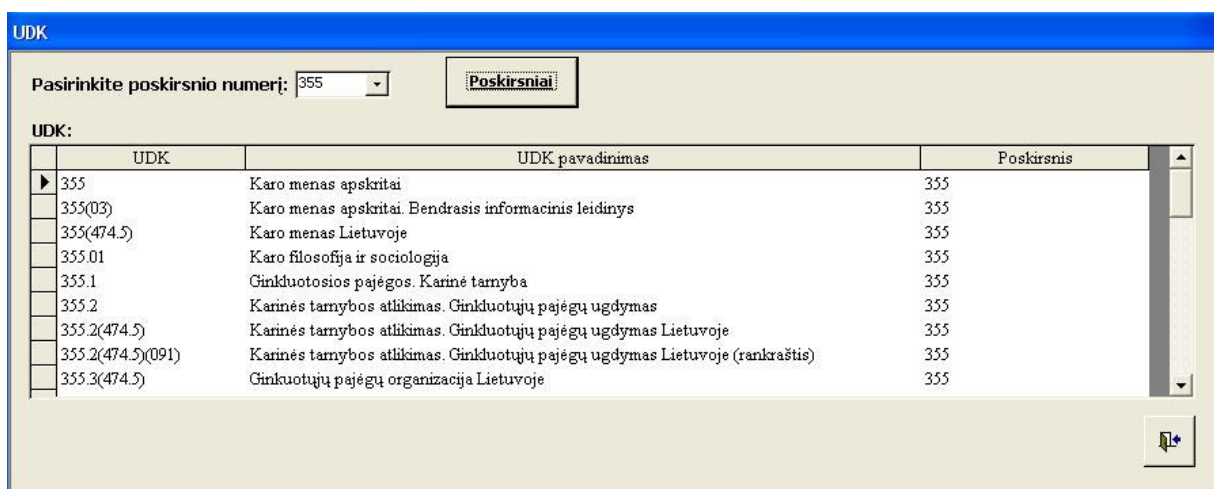 UDK
Pasirinkite poskirsnio numerį: 355 Poskirsniai
UDK:
UDK UDK pavadinimas Poskirsnis
355 Karo menas apskritai 355
355(03) Karo menas apskritai. Bendrasis informacinis leidinys 355
355(474.5) Karo menas Lietuvoje 355
355.01 Karo filosofija ir sociologija 355
355.1 Ginkluotosios pajėgos. Karinė tarnyba 355
355.2 Karinės tarnybos atlikimas. Ginkluotųjų pajėgų ugdymas 355
355.2(474.5) Karinės tarnybos atlikimas. Ginkluotųjų pajėgų ugdymas Lietuvoje 355
355.2(474.5)(091) Karinės tarnybos atlikimas. Ginkluotųjų pajėgų ugdymas Lietuvoje (rankraštis) 355
355.3(474.5) Ginkuotųjų pajėgų organizacija Lietuvoje 355